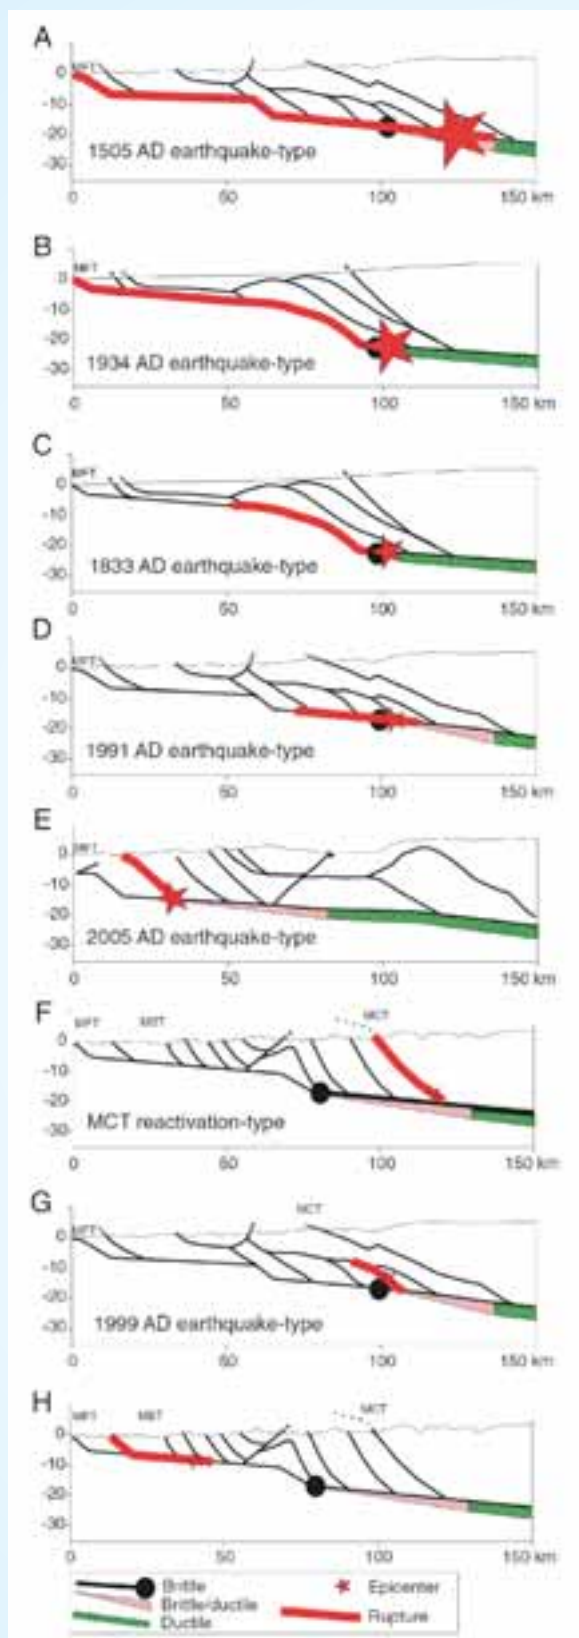 A
MFT
0
-10
-20
-30
1505 AD earthquake-type
0 50 100 150 km
B
MFT
0
-10
-20
-30
1934 AD earthquake-type
0 50 100 150 km
C
MFT
0
-10
-20
-30
1833 AD earthquake-type
0 50 100 150 km
D
MFT
0
-10
-20
-30
1991 AD earthquake-type
0 50 100 150 km
E
MFT
0
-10
-20
-30
2005 AD earthquake-type
0 50 100 150 km
F
MFT MBT MCT
0
-10
-20
-30
MCT reactivation-type
0 50 100 150 km
G
MCT
MFT
0
-10
-20
-30
1999 AD earthquake-type
0 50 100 150 km
H
MFT MBT MCT
0
-10
-20
-30
0 50 100 150 km
Brittle Epicenter
Brittle/ductile
Ductile Rupture